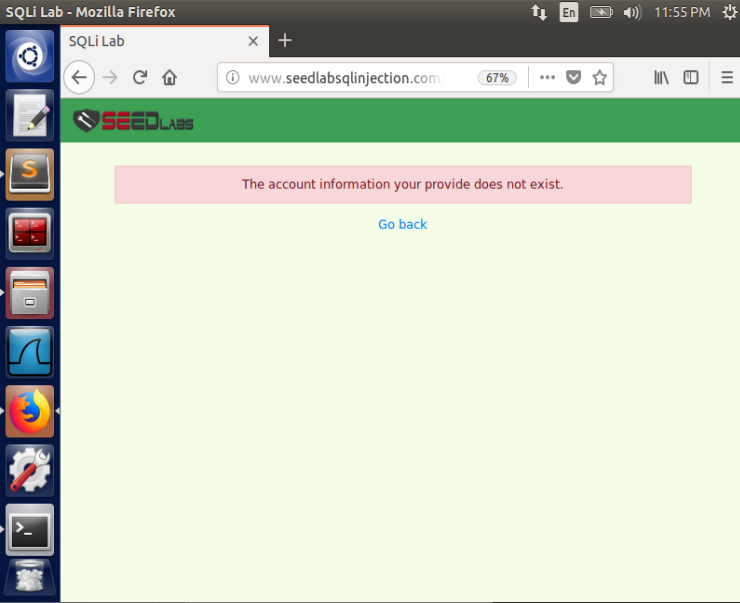 SQLi Lab - Mozilla Firefox
En
11:55 PM
SQLi Lab
www.seedlabsqlinjection.com
67%
SEEDLABS
The account information your provide does not exist.
Go back